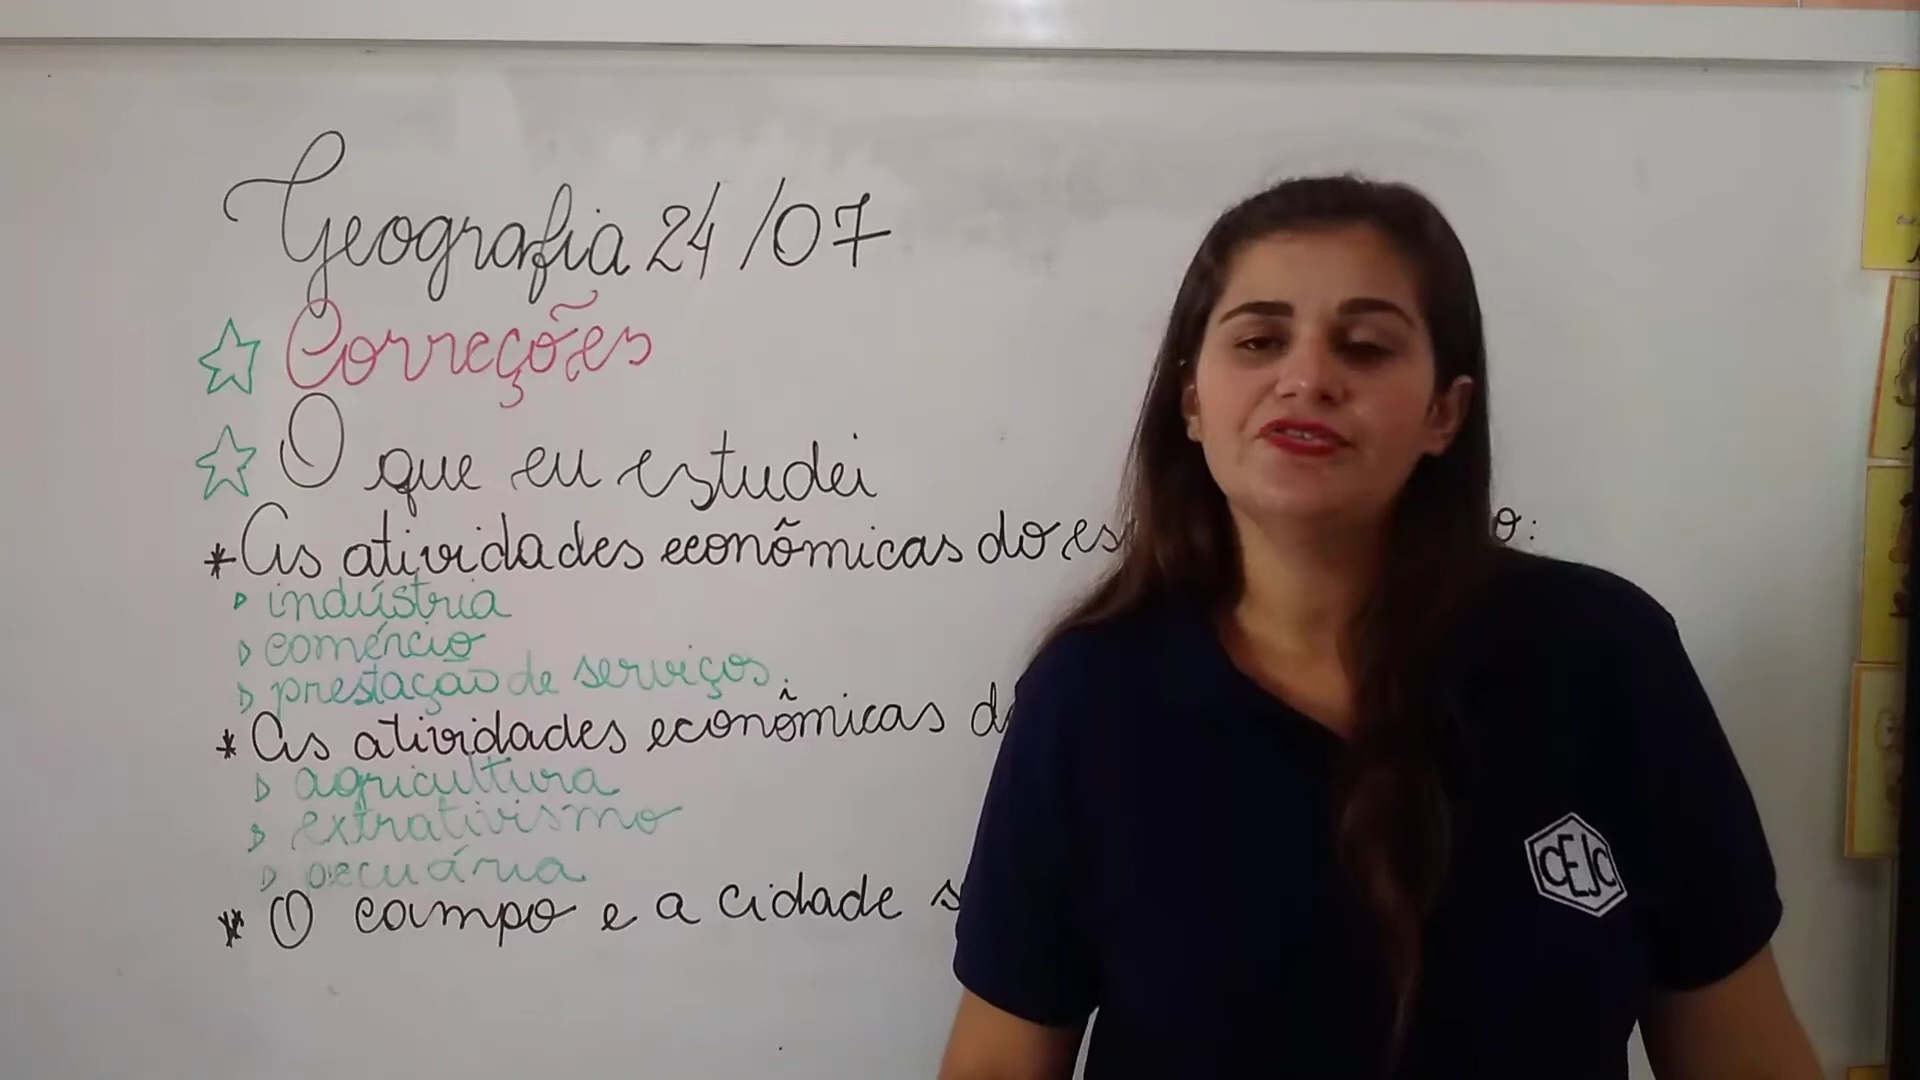 Geografia 24/07
Correções
O que eu estudei
* As atividades econômicas do es o:
indústria
comércio
prestação de serviços.
* As atividades econômicas d
agricultura
extrativismo
pecuária
* O campo e a cidade s
CEJC